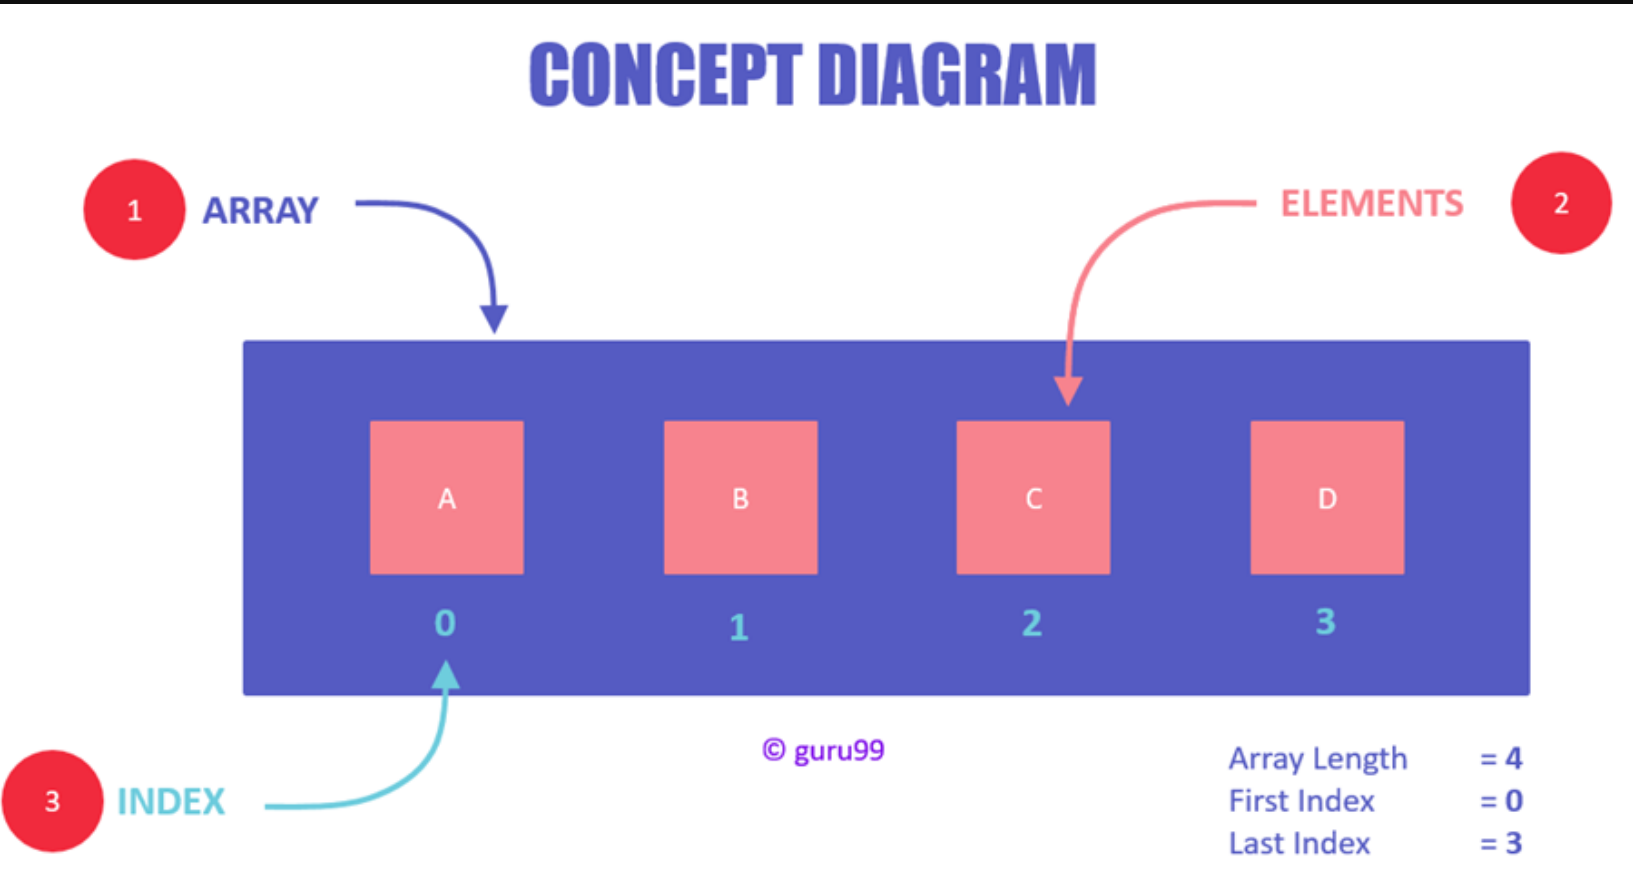 CONCEPT DIAGRAM
1 ARRAY
ELEMENTS 2
A B C D
0 1 2 3
3 INDEX
© guru99
Array Length = 4
First Index = 0
Last Index = 3